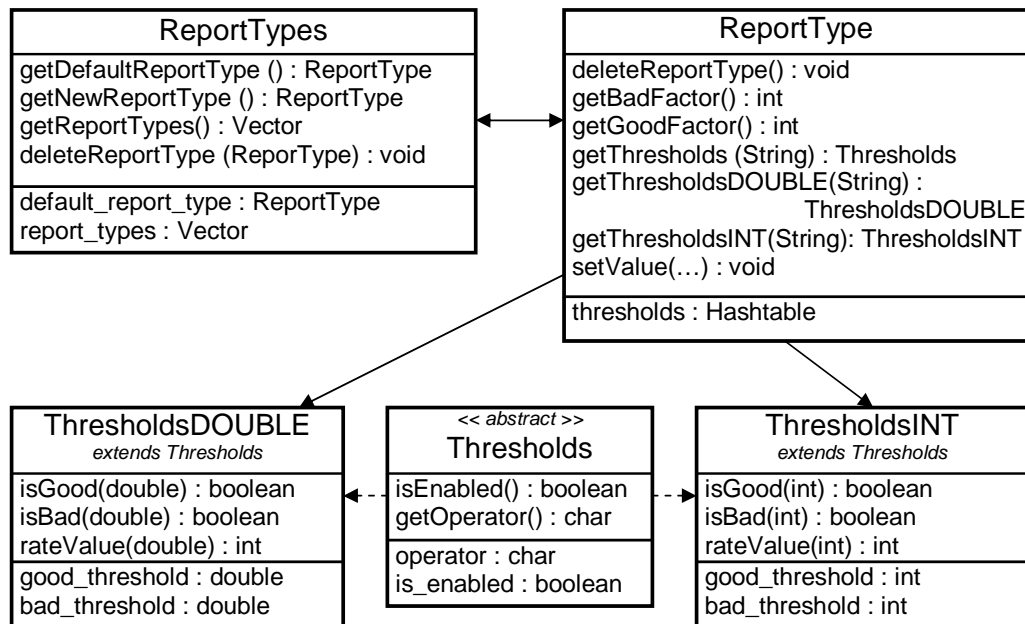 ReportTypes
getDefaultReportType () : ReportType
getNewReportType () : ReportType
getReportTypes() : Vector
deleteReportType (ReporType) : void
default_report_type : ReportType
report_types : Vector
ReportType
deleteReportType() : void
getBadFactor() : int
getGoodFactor() : int
getThresholds (String) : Thresholds
getThresholdsDOUBLE(String) :
ThresholdsDOUBLE
getThresholdsINT(String): ThresholdsINT
setValue(…) : void
thresholds : Hashtable
ThresholdsDOUBLE
extends Thresholds
isGood(double) : boolean
isBad(double) : boolean
rateValue(double) : int
good_threshold : double
bad_threshold : double
<< abstract >>
Thresholds
isEnabled() : boolean
getOperator() : char
operator : char
is_enabled : boolean
ThresholdsINT
extends Thresholds
isGood(int) : boolean
isBad(int) : boolean
rateValue(int) : int
good_threshold : int
bad_threshold : int